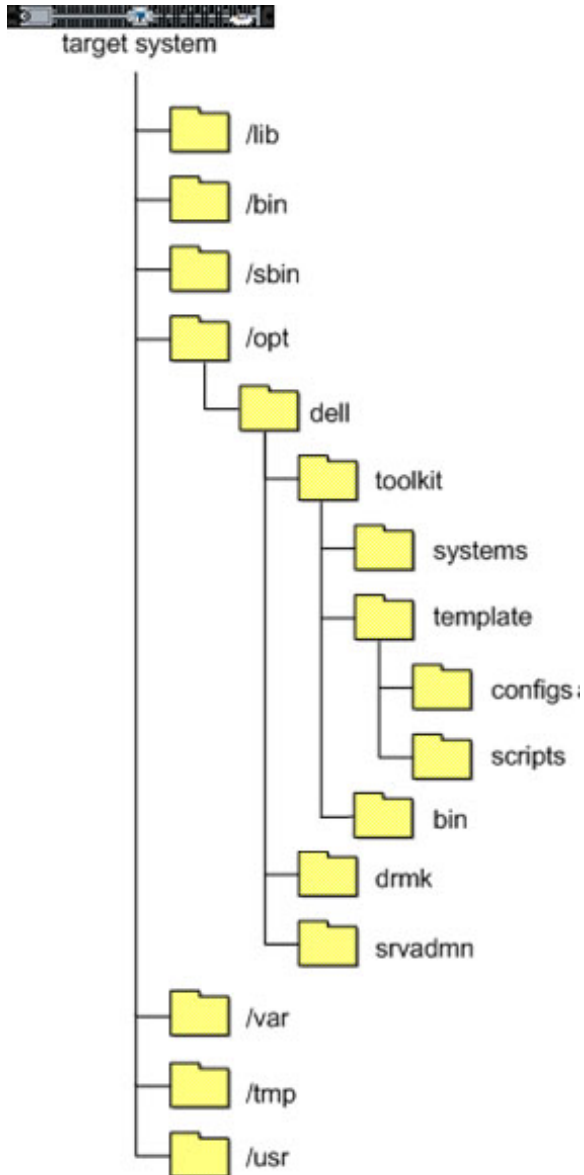 target system
/lib
/bin
/sbin
/opt
dell
toolkit
systems
template
configs
scripts
bin
drmk
srvadmn
/var
/tmp
/usr